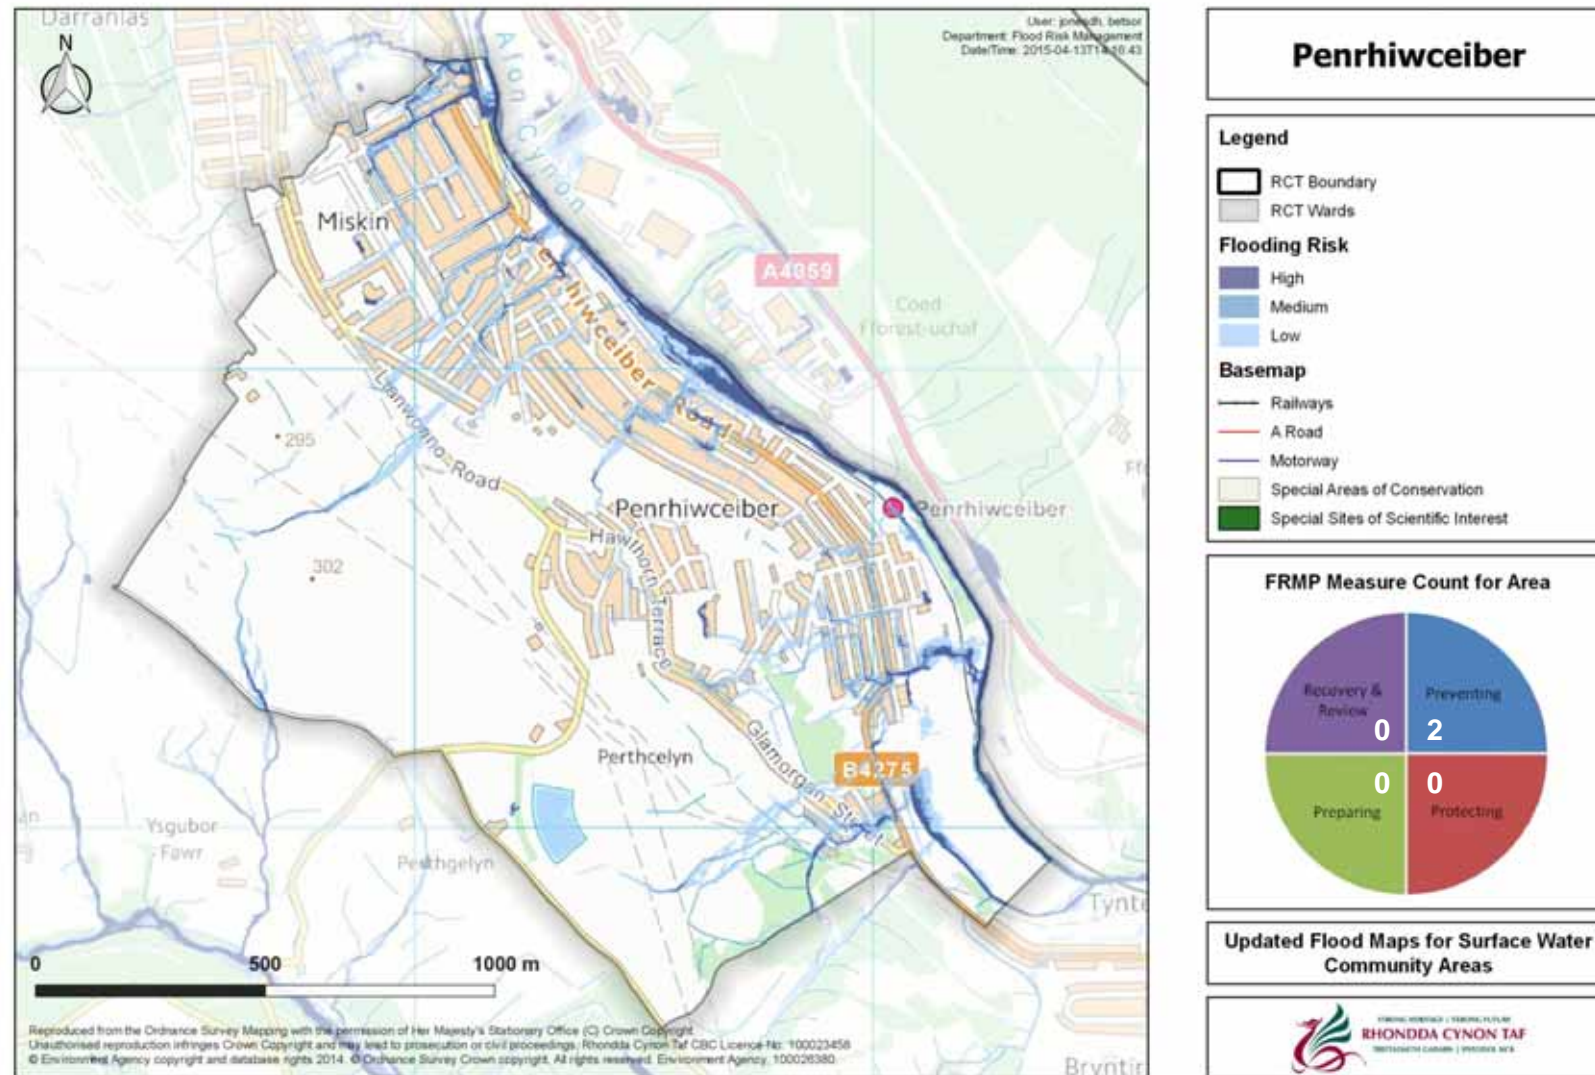 Darranlas
N
User: jonesdh, betsor
Department: Flood Risk Management
Date/Time: 2015-04-13T14:16:43
Afon Cynon
Miskin
A4059
Penrhiwceiber Road
Coed
Fforest-uchaf
Llanwonno Road
295
302
Penrhiwceiber
Penrhiwceiber
Hawthorn Terrace
Perthcelyn
Glamorgan Street
B4275
Ysgubor
Fawr
Perthgelyn
Tynte
Bryntir
0 500 1000 m
Reproduced from the Ordnance Survey Mapping with the permission of Her Majesty's Stationary Office (C) Crown Copyright
Unauthorised reproduction infringes Crown Copyright and may lead to prosecution or civil proceedings; Rhondda Cynon Taf CBC Licence No: 100023458
© Environment Agency copyright and database rights 2014. © Ordnance Survey Crown copyright. All rights reserved. Environment Agency, 100026380.
Penrhiwceiber
Legend
RCT Boundary
RCT Wards
Flooding Risk
High
Medium
Low
Basemap
Railways
A Road
Motorway
Special Areas of Conservation
Special Sites of Scientific Interest
FRMP Measure Count for Area
Recovery &
Review
0
Preventing
2
Preparing
0
Protecting
0
Updated Flood Maps for Surface Water
Community Areas
RHONDDA CYNON TAF